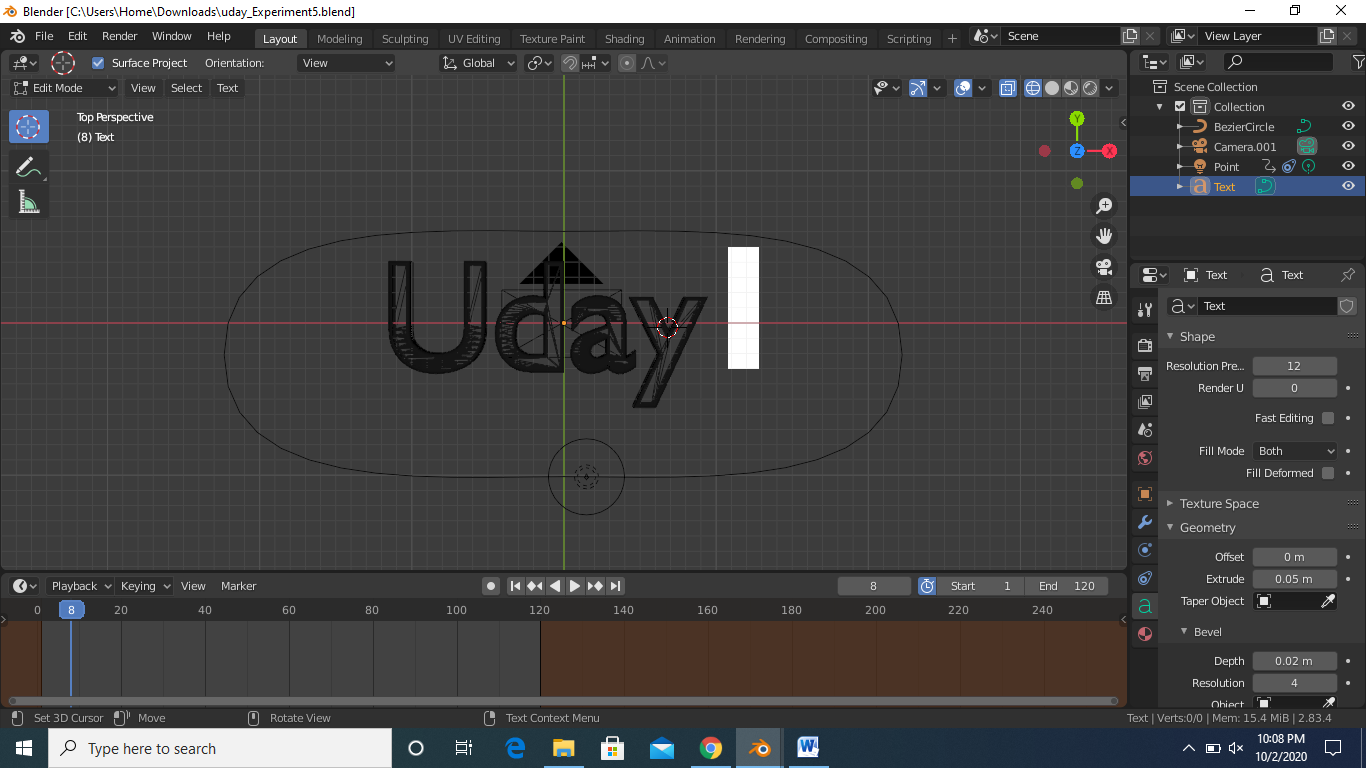 Blender [C:\Users\Home\Downloads\uday_Experiment5.blend]
File Edit Render Window Help
Layout Modeling Sculpting UV Editing Texture Paint Shading Animation Rendering Compositing Scripting + Scene View Layer
Surface Project Orientation: View Global
Edit Mode View Select Text
Top Perspective
(8) Text
Y
Z
X
Uday
Scene Collection
Collection
BezierCircle
Camera.001
Point
Text
Text Text
Text
Shape
Resolution Pre... 12
Render U 0
Fast Editing
Fill Mode Both
Fill Deformed
Texture Space
Geometry
Offset 0 m
Extrude 0.05 m
Taper Object
Bevel
Depth 0.02 m
Resolution 4
Object
Playback Keying View Marker 8 Start 1 End 120
0 8 20 40 60 80 100 120 140 160 180 200 220 240
Set 3D Cursor Move Rotate View Text Context Menu Text | Verts:0/0 | Mem: 15.4 MiB | 2.83.4
Type here to search
10:08 PM
10/2/2020